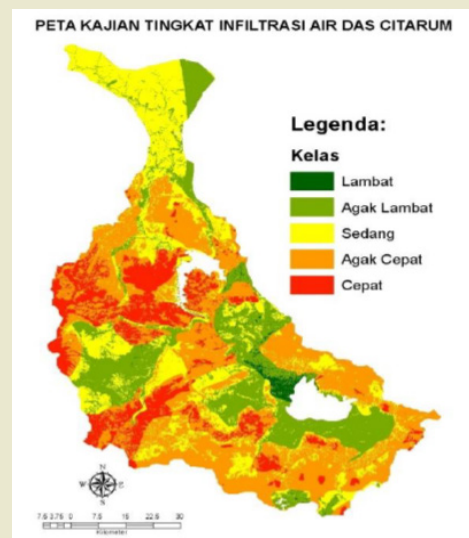 PETA KAJIAN TINGKAT INFILTRASI AIR DAS CITARUM
Legenda:
Kelas
Lambat
Agak Lambat
Sedang
Agak Cepat
Cepat
N
W E
S
7.5 3.75 0 7.5 15 22.5 30
Kilometer